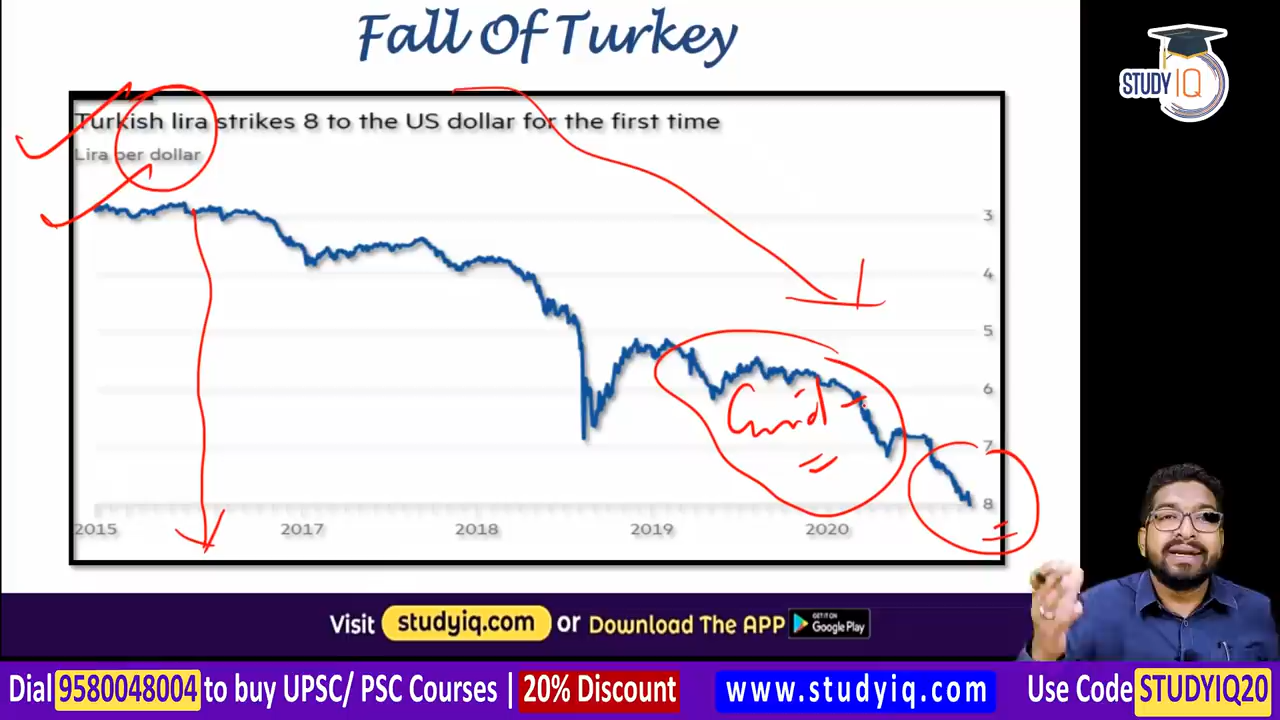 Fall Of Turkey
STUDY IQ
Turkish lira strikes 8 to the US dollar for the first time
Lira per dollar
3
4
5
6
7
8
2015 2017 2018 2019 2020
Covid
Visit studyiq.com or Download The APP GET IT ON Google Play
Dial 9580048004 to buy UPSC/ PSC Courses | 20% Discount www.studyiq.com Use Code STUDYIQ20